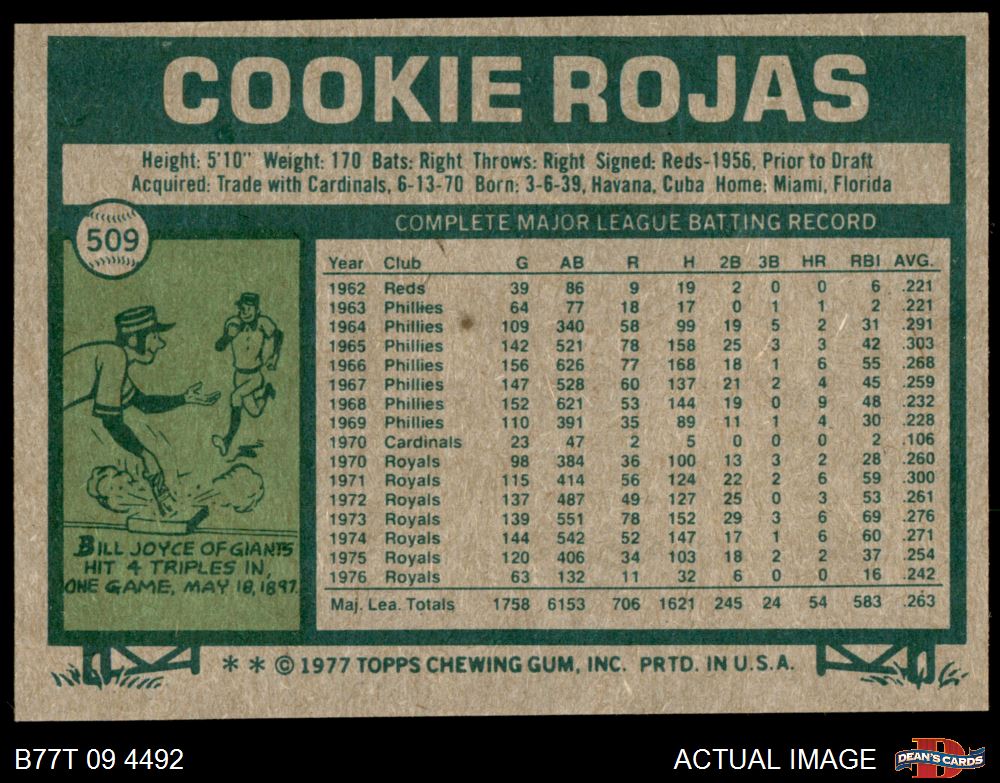 COOKIE ROJAS
Height: 5'10" Weight: 170 Bats: Right Throws: Right Signed: Reds-1956, Prior to Draft
Acquired: Trade with Cardinals, 6-13-70 Born: 3-6-39, Havana, Cuba Home: Miami, Florida
509
COMPLETE MAJOR LEAGUE BATTING RECORD
Year Club G AB R H 2B 3B HR RBI AVG.
1962 Reds 39 86 9 19 2 0 0 6 .221
1963 Phillies 64 77 18 17 0 1 1 2 .221
1964 Phillies 109 340 58 99 19 5 2 31 .291
1965 Phillies 142 521 78 158 25 3 3 42 .303
1966 Phillies 156 626 77 168 18 1 6 55 .268
1967 Phillies 147 528 60 137 21 2 4 45 .259
1968 Phillies 152 621 53 144 19 0 9 48 .232
1969 Phillies 110 391 35 89 11 1 4 30 .228
1970 Cardinals 23 47 2 5 0 0 0 2 .106
1970 Royals 98 384 36 100 13 3 2 28 .260
1971 Royals 115 414 56 124 22 2 6 59 .300
1972 Royals 137 487 49 127 25 0 3 53 .261
1973 Royals 139 551 78 152 29 3 6 69 .276
1974 Royals 144 542 52 147 17 1 6 60 .271
1975 Royals 120 406 34 103 18 2 2 37 .254
1976 Royals 63 132 11 32 6 0 0 16 .242
Maj. Lea. Totals 1758 6153 706 1621 245 24 54 583 .263
BILL JOYCE OF GIANTS
HIT 4 TRIPLES IN
ONE GAME, MAY 18, 1897.
* * © 1977 TOPPS CHEWING GUM, INC. PRTD. IN U.S.A.
B77T 09 4492
ACTUAL IMAGE
D
DEAN'S CARDS